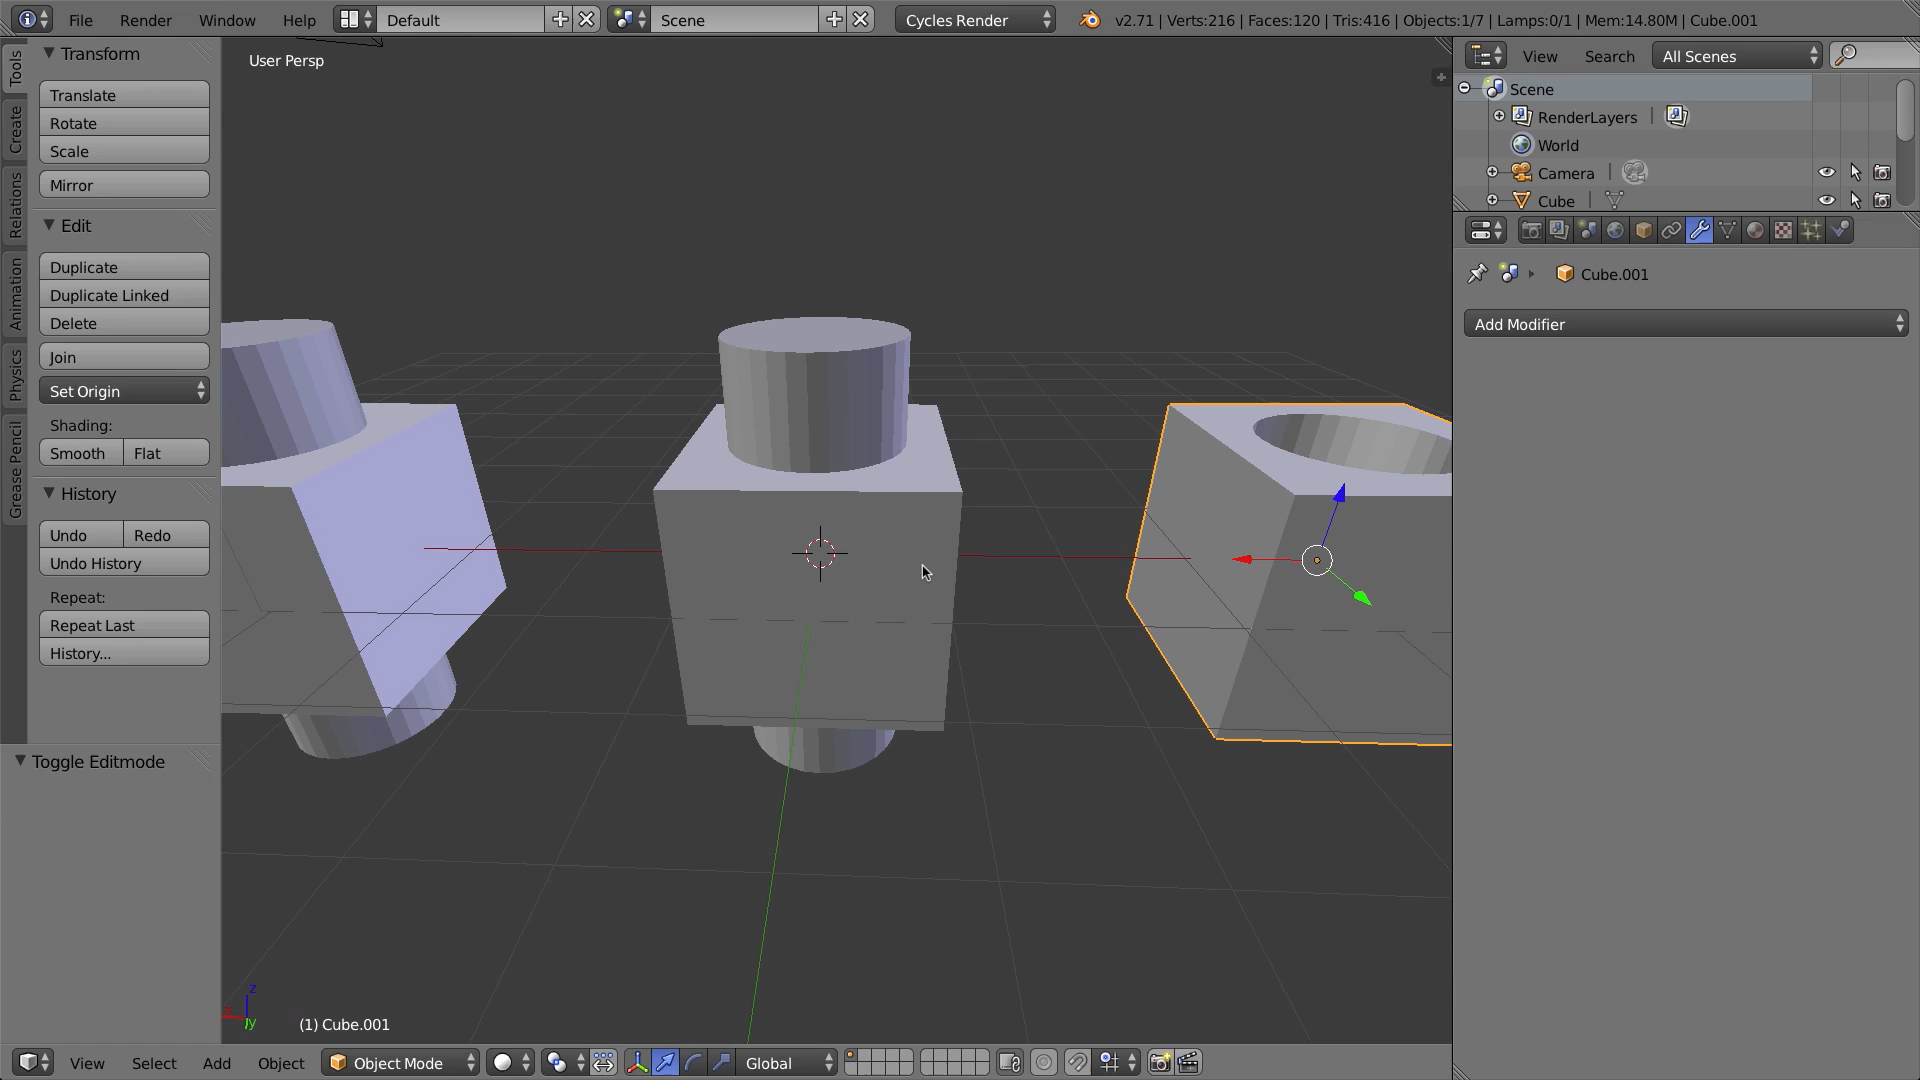 File Render Window Help Default Scene Cycles Render v2.71 | Verts:216 | Faces:120 | Tris:416 | Objects:1/7 | Lamps:0/1 | Mem:14.80M | Cube.001
Tools
Create
Relations
Animation
Physics
Grease Pencil
Transform
Translate
Rotate
Scale
Mirror
Edit
Duplicate
Duplicate Linked
Delete
Join
Set Origin
Shading:
Smooth Flat
History
Undo Redo
Undo History
Repeat:
Repeat Last
History...
Toggle Editmode
User Persp
z
x
y
(1) Cube.001
View Select Add Object Object Mode Global
View Search All Scenes
Scene
RenderLayers
World
Camera
Cube
Cube.001
Add Modifier